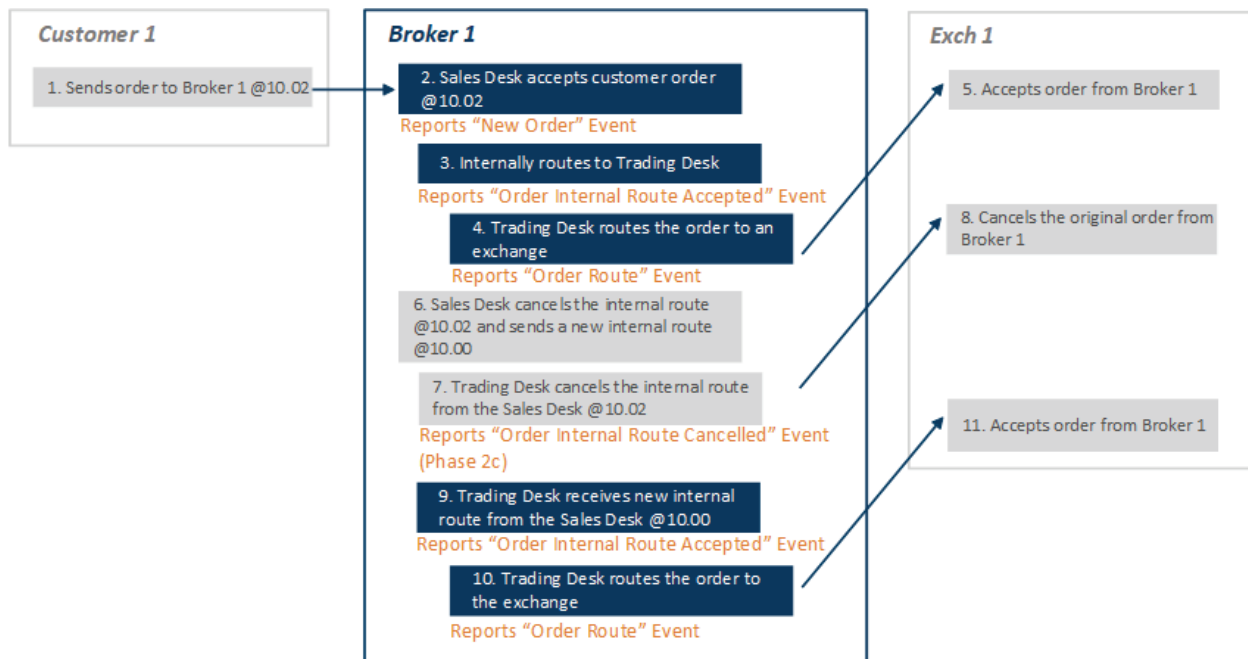 Customer 1
1. Sends order to Broker 1 @10.02
Broker 1
2. Sales Desk accepts customer order
@10.02
Reports “New Order” Event
3. Internally routes to Trading Desk
Reports “Order Internal Route Accepted” Event
4. Trading Desk routes the order to an
exchange
Reports “Order Route” Event
6. Sales Desk cancels the internal route
@10.02 and sends a new internal route
@10.00
7. Trading Desk cancels the internal route
from the Sales Desk @10.02
Reports “Order Internal Route Cancelled” Event
(Phase 2c)
9. Trading Desk receives new internal
route from the Sales Desk @10.00
Reports “Order Internal Route Accepted” Event
10. Trading Desk routes the order to
the exchange
Reports “Order Route” Event
Exch 1
5. Accepts order from Broker 1
8. Cancels the original order from
Broker 1
11. Accepts order from Broker 1